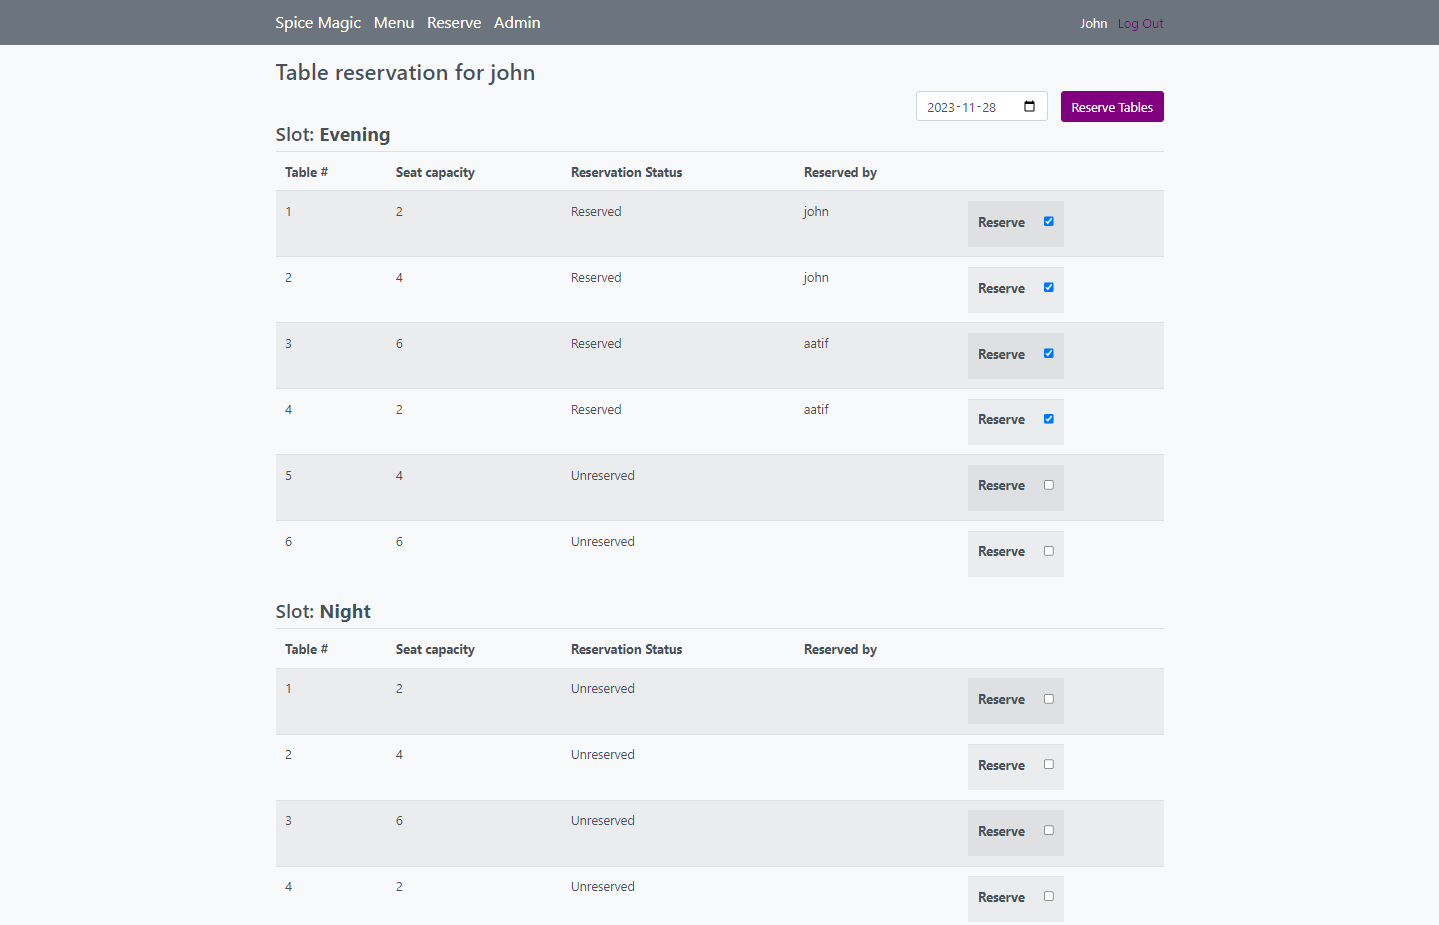 Spice Magic Menu Reserve Admin John Log Out
Table reservation for john
2023-11-28 Reserve Tables
Slot: Evening
Table # Seat capacity Reservation Status Reserved by
1 2 Reserved john Reserve
2 4 Reserved john Reserve
3 6 Reserved aatif Reserve
4 2 Reserved aatif Reserve
5 4 Unreserved Reserve
6 6 Unreserved Reserve
Slot: Night
Table # Seat capacity Reservation Status Reserved by
1 2 Unreserved Reserve
2 4 Unreserved Reserve
3 6 Unreserved Reserve
4 2 Unreserved Reserve